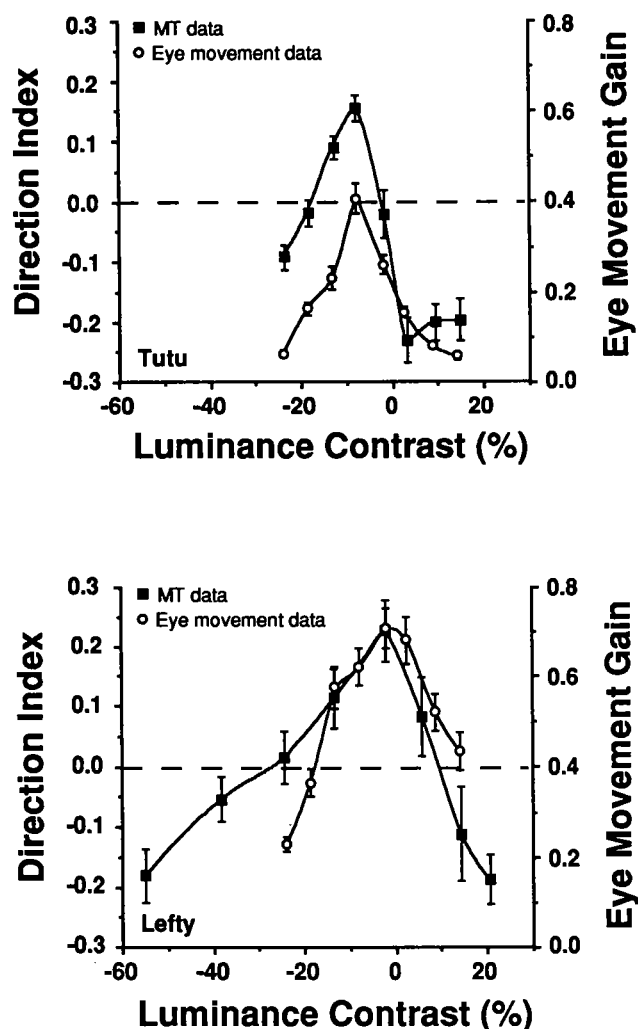 MT data
Eye movement data
0.3
0.2
0.1
0.0
-0.1
-0.2
-0.3
Direction Index
0.8
0.6
0.4
0.2
0.0
Eye Movement Gain
Tutu
-60 -40 -20 0 20
Luminance Contrast (%)
MT data
Eye movement data
0.3
0.2
0.1
0.0
-0.1
-0.2
-0.3
Direction Index
0.8
0.6
0.4
0.2
0.0
Eye Movement Gain
Lefty
-60 -40 -20 0 20
Luminance Contrast (%)